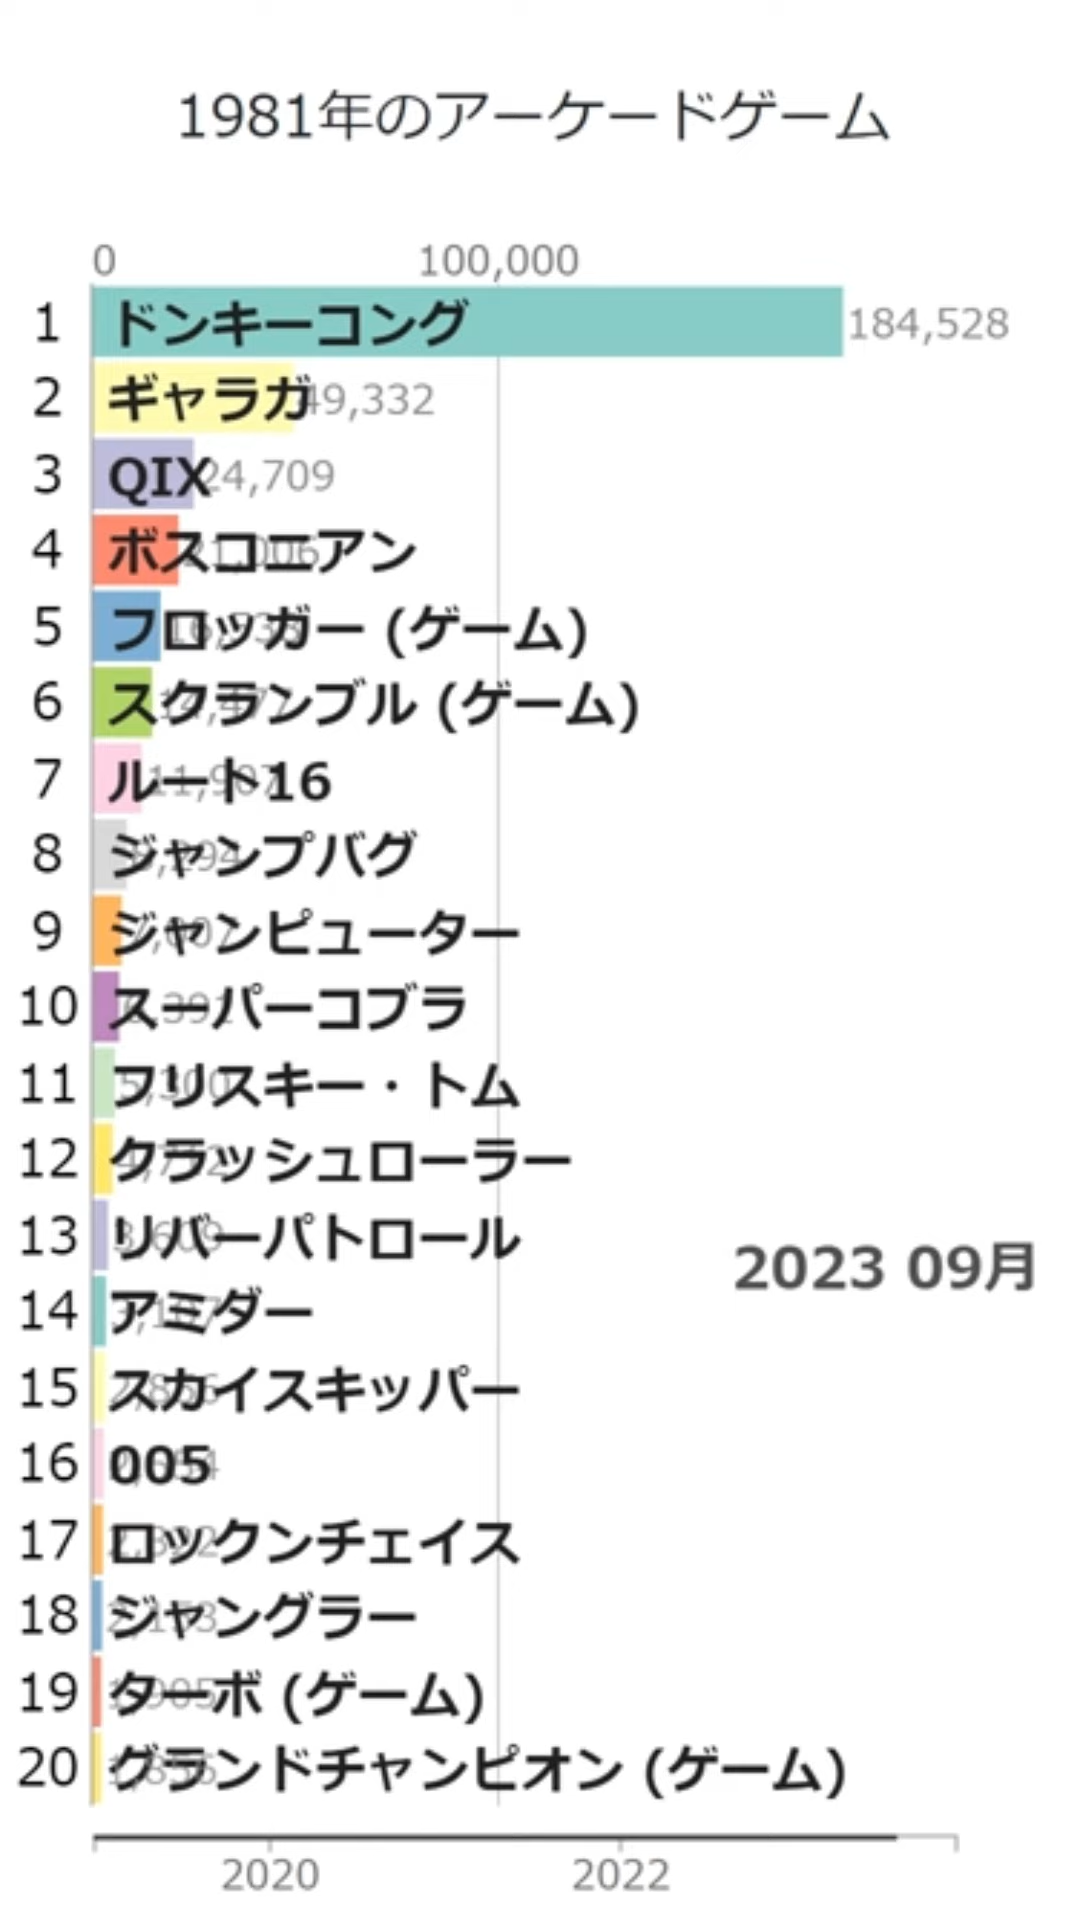 1981年のアーケードゲーム
0 100,000
1 ドンキーコング 184,528
2 ギャラガ 49,332
3 QIX 24,709
4 ボスコニアン 21,006
5 フロッガー (ゲーム)
6 スクランブル (ゲーム)
7 ルート16 11,907
8 ジャンプバグ
9 ジャンピューター
10 スーパーコブラ
11 フリスキー・トム
12 クラッシュローラー
13 リバーパトロール
14 アミダー
15 スカイスキッパー
16 005
17 ロックンチェイス
18 ジャングラー
19 ターボ (ゲーム)
20 グランドチャンピオン (ゲーム)
2023 09月
2020 2022